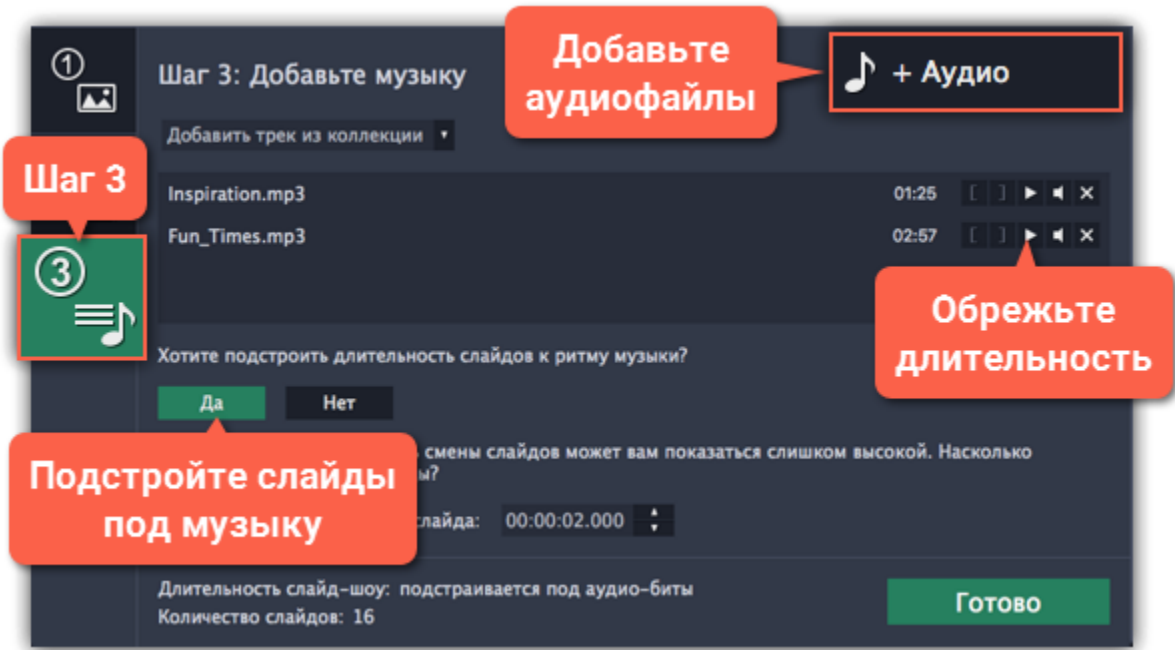 ①
Шаг 3: Добавьте музыку
Добавьте
аудиофайлы
+ Аудио
Добавить трек из коллекции
Шаг 3
③
Inspiration.mp3 01:25 [ ]
Fun_Times.mp3 02:57 [ ]
Обрежьте
длительность
Хотите подстроить длительность слайдов к ритму музыки?
Да Нет
Подстройте слайды
под музыку
смены слайдов может вам показаться слишком высокой. Насколько
ы?
лайда: 00:00:02.000
Длительность слайд-шоу: подстраивается под аудио-биты
Количество слайдов: 16
Готово